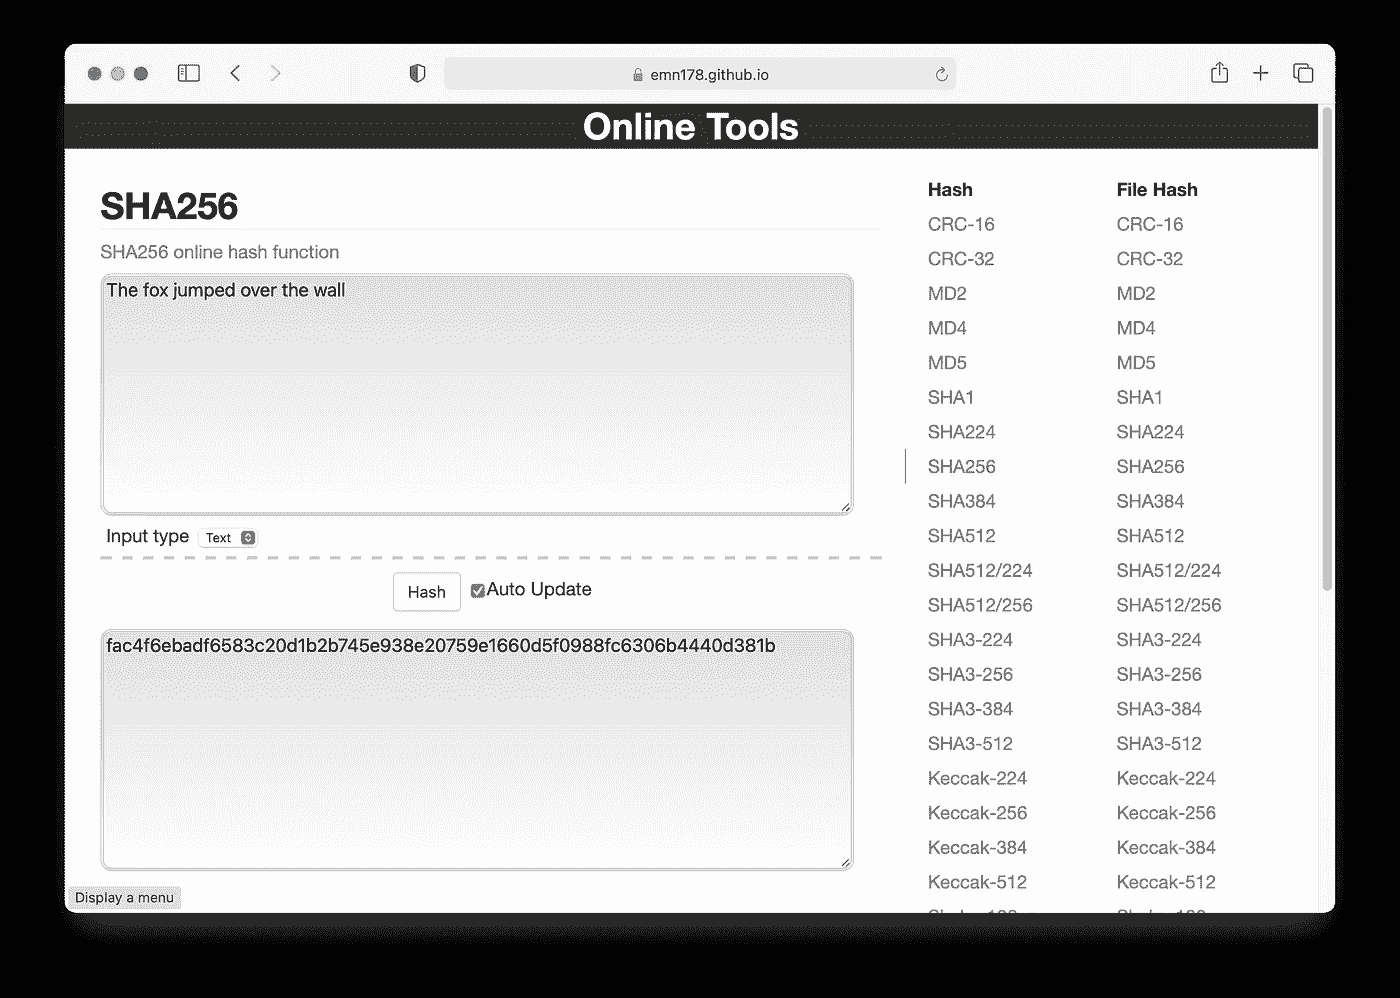 emn178.github.io
Online Tools
SHA256
SHA256 online hash function
The fox jumped over the wall
Input type Text
Hash Auto Update
fac4f6ebadf6583c20d1b2b745e938e20759e1660d5f0988fc6306b4440d381b
Display a menu
Hash
CRC-16
CRC-32
MD2
MD4
MD5
SHA1
SHA224
SHA256
SHA384
SHA512
SHA512/224
SHA512/256
SHA3-224
SHA3-256
SHA3-384
SHA3-512
Keccak-224
Keccak-256
Keccak-384
Keccak-512
File Hash
CRC-16
CRC-32
MD2
MD4
MD5
SHA1
SHA224
SHA256
SHA384
SHA512
SHA512/224
SHA512/256
SHA3-224
SHA3-256
SHA3-384
SHA3-512
Keccak-224
Keccak-256
Keccak-384
Keccak-512